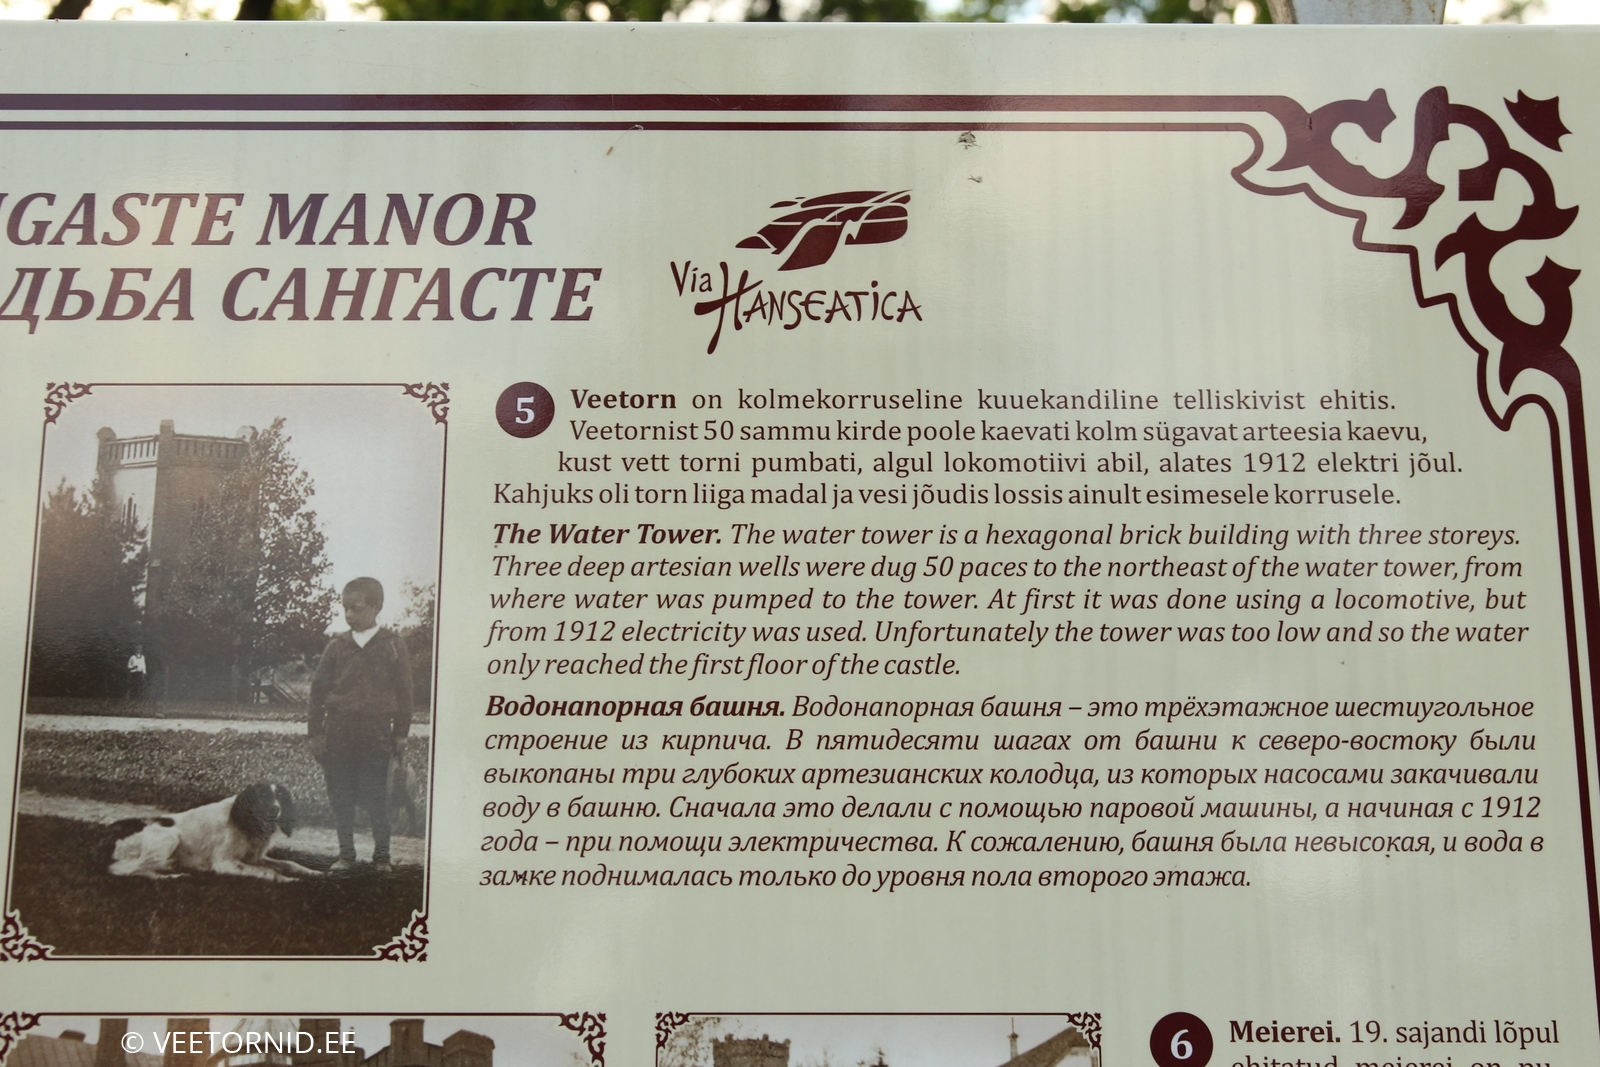 GASTE MANOR
ДЬБА САНГАСТЕ
Via
HANSEATICA
5
Veetorn on kolmekorruseline kuuekandiline telliskivist ehitis.
Veetornist 50 sammu kirde poole kaevati kolm sügavat arteesia kaevu,
kust vett torni pumbati, algul lokomotiivi abil, alates 1912 elektri jõul.
Kahjuks oli torn liiga madal ja vesi jõudis lossis ainult esimesele korrusele.
The Water Tower. The water tower is a hexagonal brick building with three storeys.
Three deep artesian wells were dug 50 paces to the northeast of the water tower, from
where water was pumped to the tower. At first it was done using a locomotive, but
from 1912 electricity was used. Unfortunately the tower was too low and so the water
only reached the first floor of the castle.
Водонапорная башня. Водонапорная башня – это трёхэтажное шестиугольное
строение из кирпича. В пятидесяти шагах от башни к северо-востоку были
выкопаны три глубоких артезианских колодца, из которых насосами закачивали
воду в башню. Сначала это делали с помощью паровой машины, а начиная с 1912
года – при помощи электричества. К сожалению, башня была невысокая, и вода в
замке поднималась только до уровня пола второго этажа.
6
Meierei. 19. sajandi lõpul
ehitatud meierei on pu-
© VEETORNID.EE